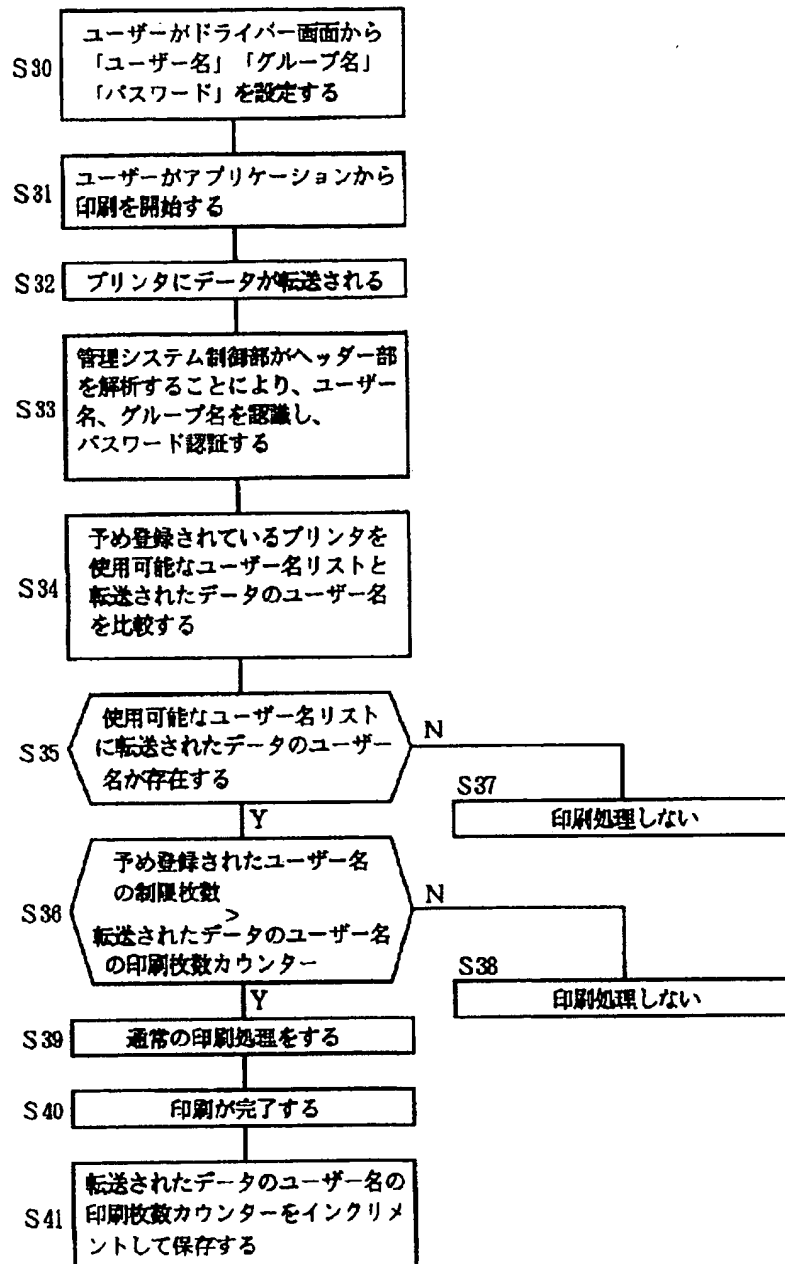 S30
ユーザーがドライバー画面から
「ユーザー名」「グループ名」
「パスワード」を設定する
S31
ユーザーがアプリケーションから
印刷を開始する
S32
プリンタにデータが転送される
S33
管理システム制御部がヘッダー部
を解析することにより、ユーザー
名、グループ名を認識し、
パスワード認証する
S34
予め登録されているプリンタを
使用可能なユーザー名リストと
転送されたデータのユーザー名
を比較する
S35
使用可能なユーザー名リスト
に転送されたデータのユーザー
名が存在する
N
S37
印刷処理しない
Y
S36
予め登録されたユーザー名
の制限枚数
>
転送されたデータのユーザー名
の印刷枚数カウンター
N
S38
印刷処理しない
Y
S39
通常の印刷処理をする
S40
印刷が完了する
S41
転送されたデータのユーザー名の
印刷枚数カウンターをインクリメ
ントして保存する